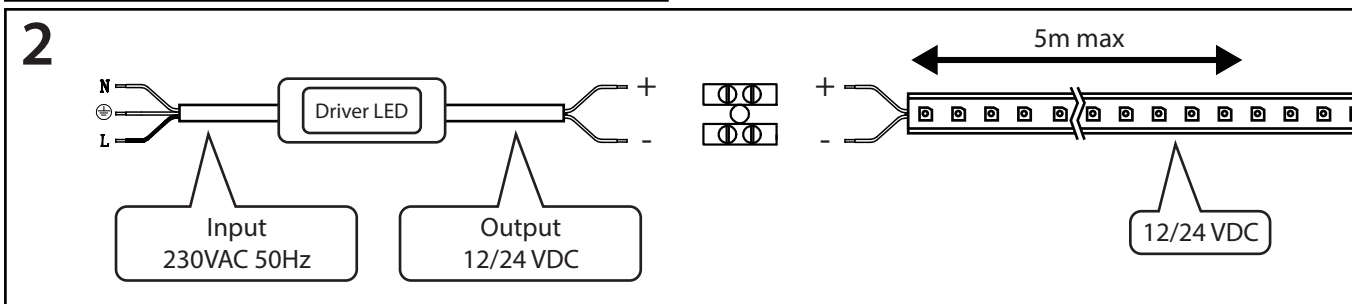 2
5m max
N
Driver LED
+
+
L
-
-
Input
230VAC 50Hz
Output
12/24 VDC
12/24 VDC